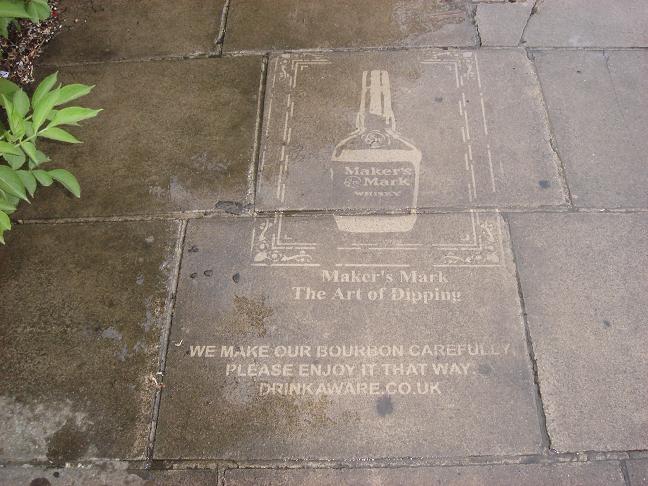 Maker's
Mark
WHISKY
Maker's Mark
The Art of Dipping
WE MAKE OUR BOURBON CAREFULLY.
PLEASE ENJOY IT THAT WAY.
DRINKAWARE.CO.UK